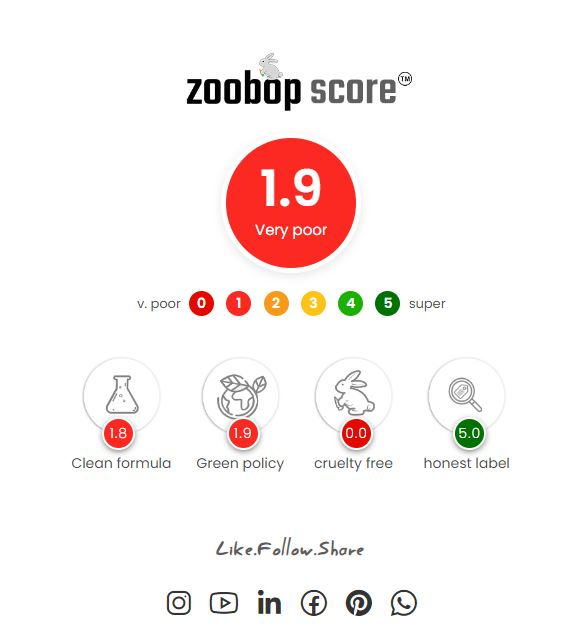 zoobop score™
1.9
Very poor
v. poor 0 1 2 3 4 5 super
1.8 1.9 0.0 5.0
Clean formula Green policy cruelty free honest label
Like.Follow.Share